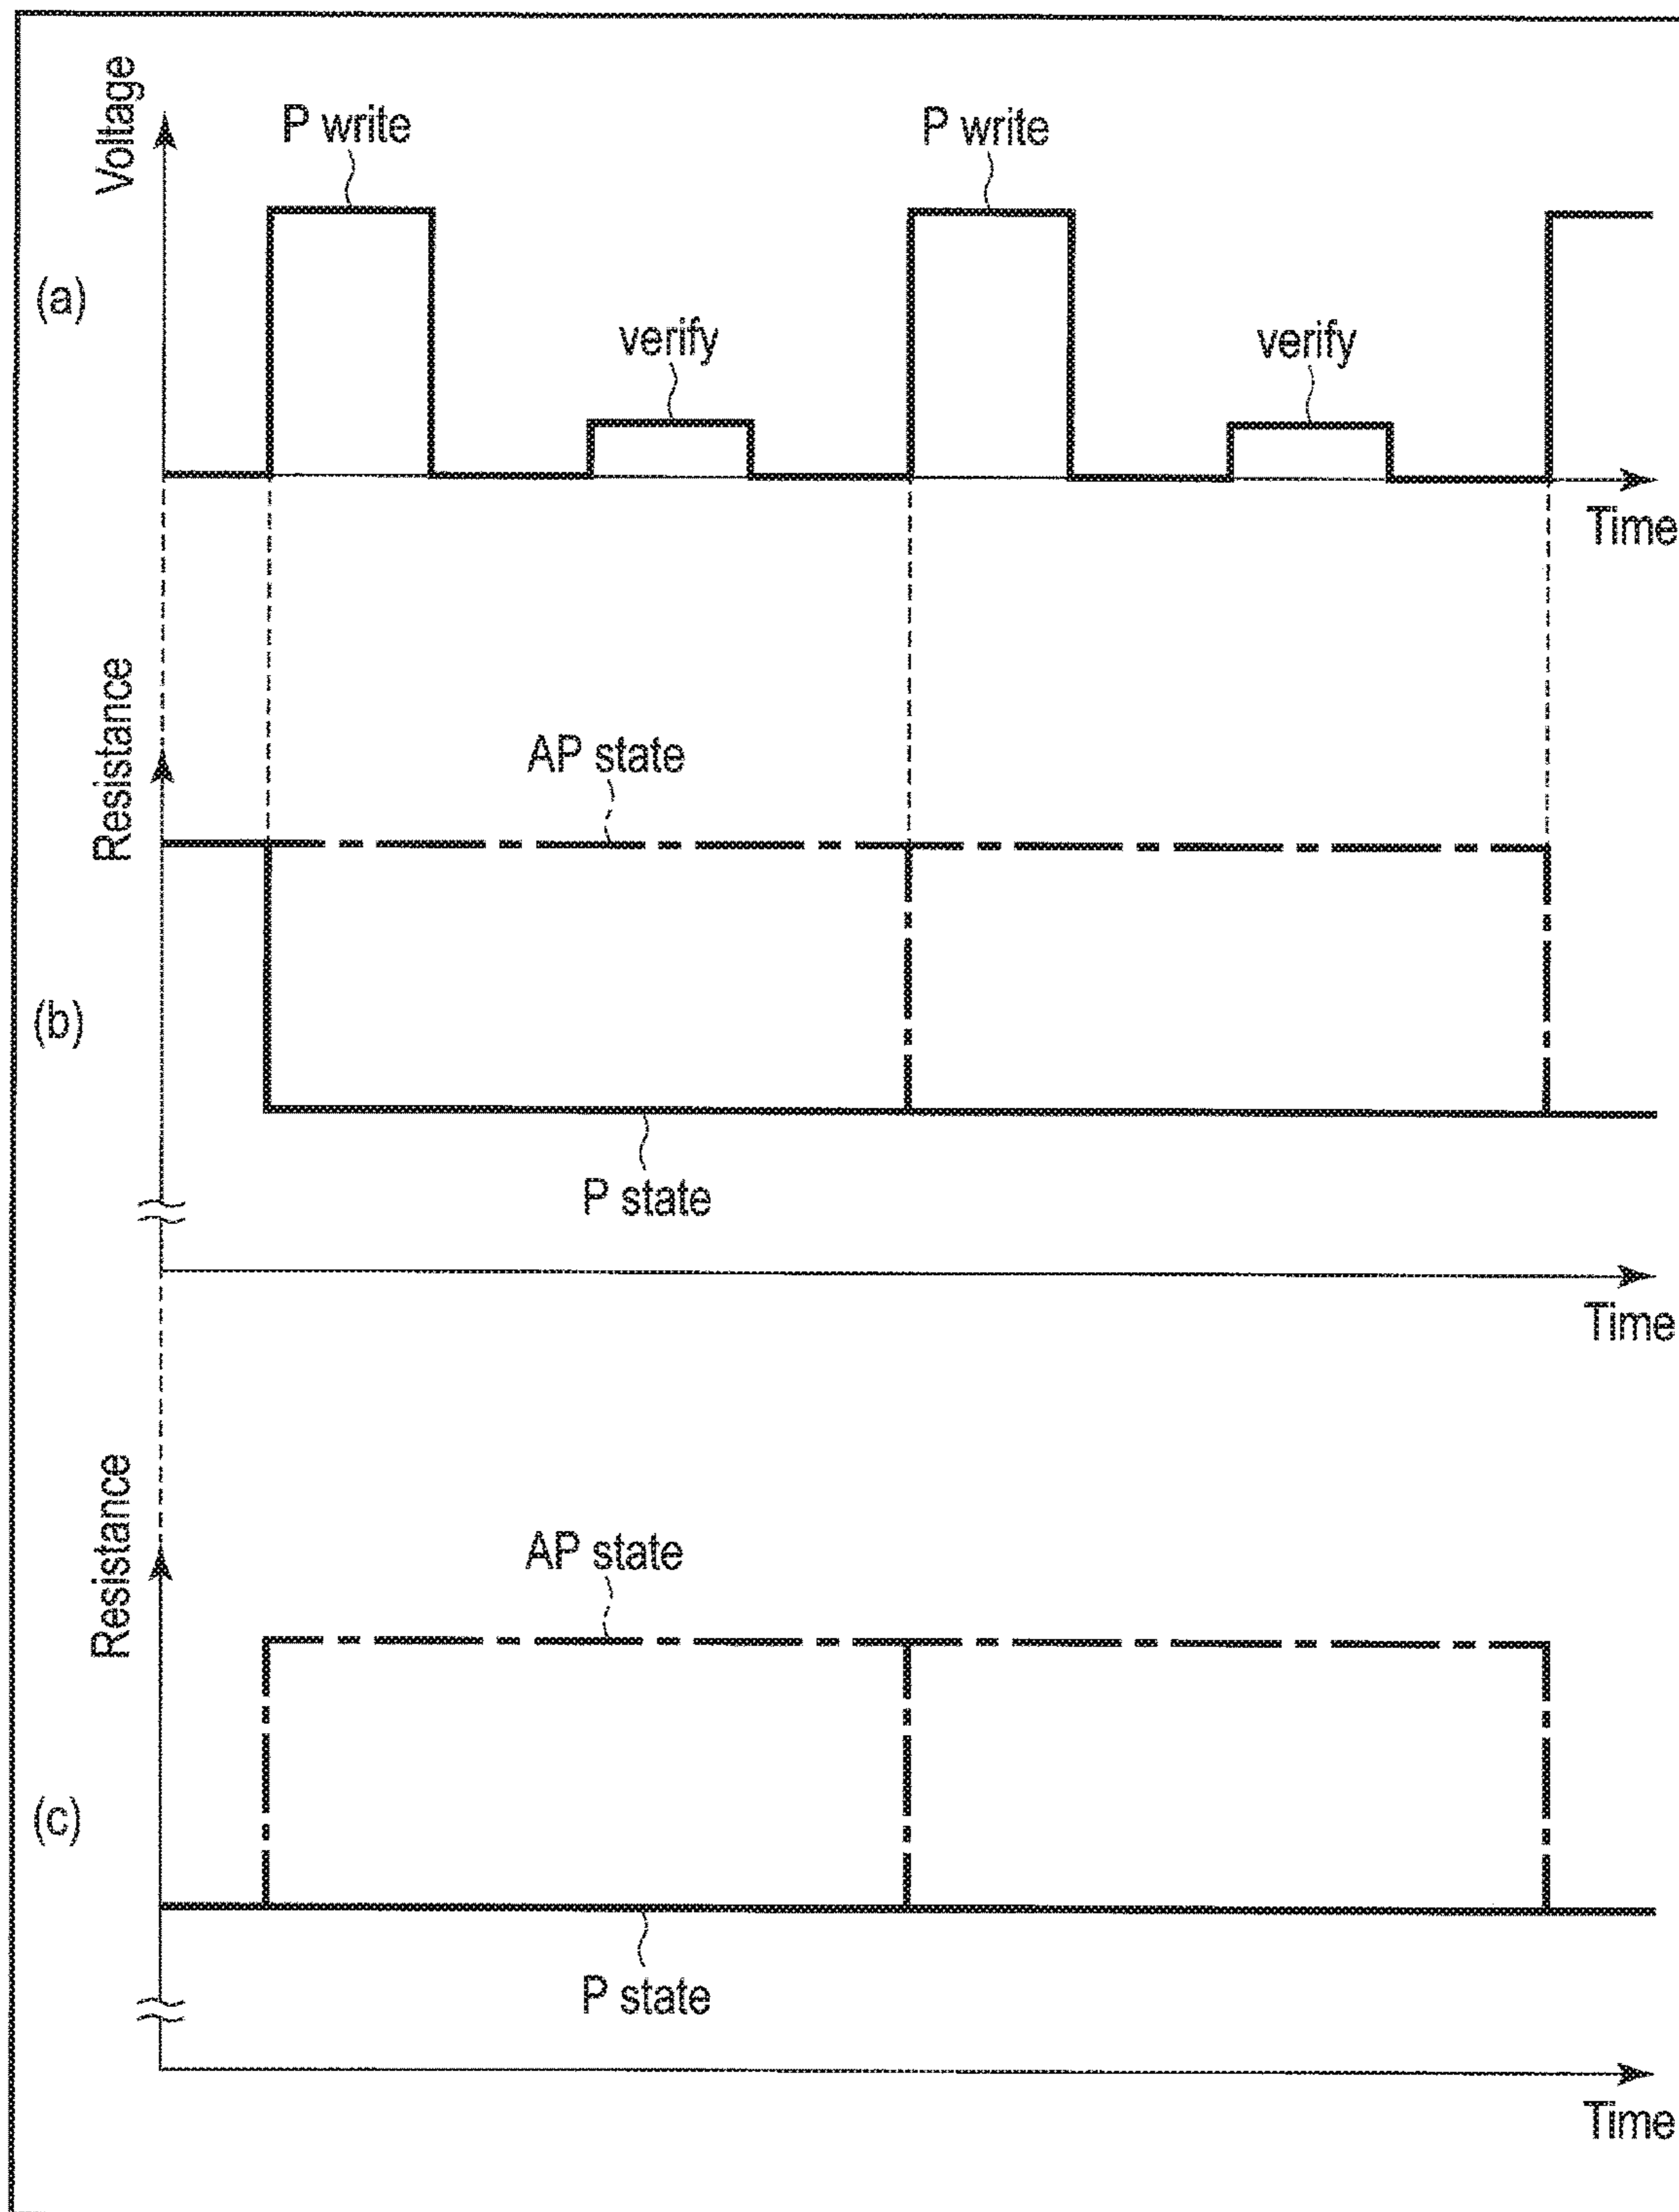 Voltage
P write
P write
(a)
verify
verify
Time
Resistance
AP state
(b)
P state
Time
Resistance
AP state
(c)
P state
Time